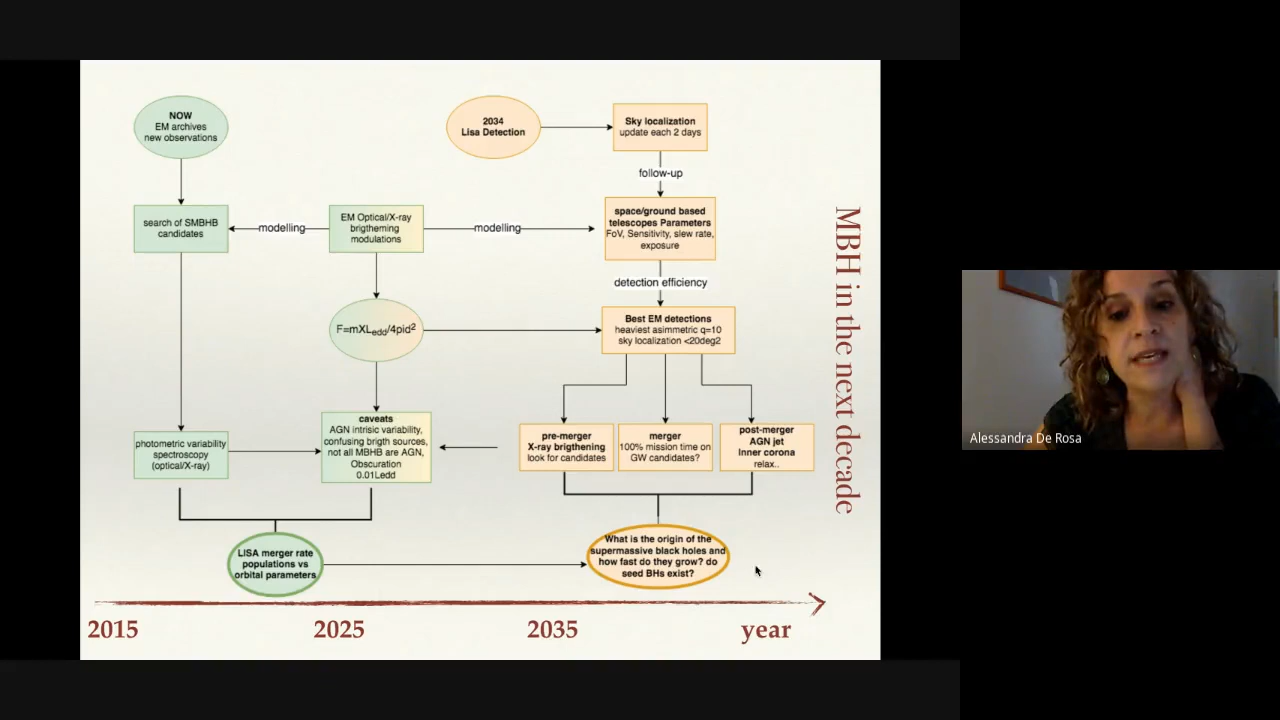 NOW
EM archives
new observations
2034
Lisa Detection
Sky localization
update each 2 days
follow-up
search of SMBHB
candidates
modelling
EM Optical/X-ray
brigtheming
modulations
modelling
space/ground based
telescopes Parameters
FoV, Sensitivity, slew rate,
exposure
detection efficiency
F=mXLedd/4pid2
Best EM detections
heaviest asimmetric q=10
sky localization <20deg2
photometric variability
spectroscopy
(optical/X-ray)
caveats
AGN intrinsic variability,
confusing brigth sources,
not all MBHB are AGN,
Obscuration
0.01Ledd
pre-merger
X-ray brigthening
look for candidates
merger
100% mission time on
GW candidates?
post-merger
AGN jet
Inner corona
relax..
LISA merger rate
populations vs
orbital parameters
What is the origin of the
supermassive black holes and
how fast do they grow? do
seed BHs exist?
MBH in the next decade
2015
2025
2035
year
Alessandra De Rosa